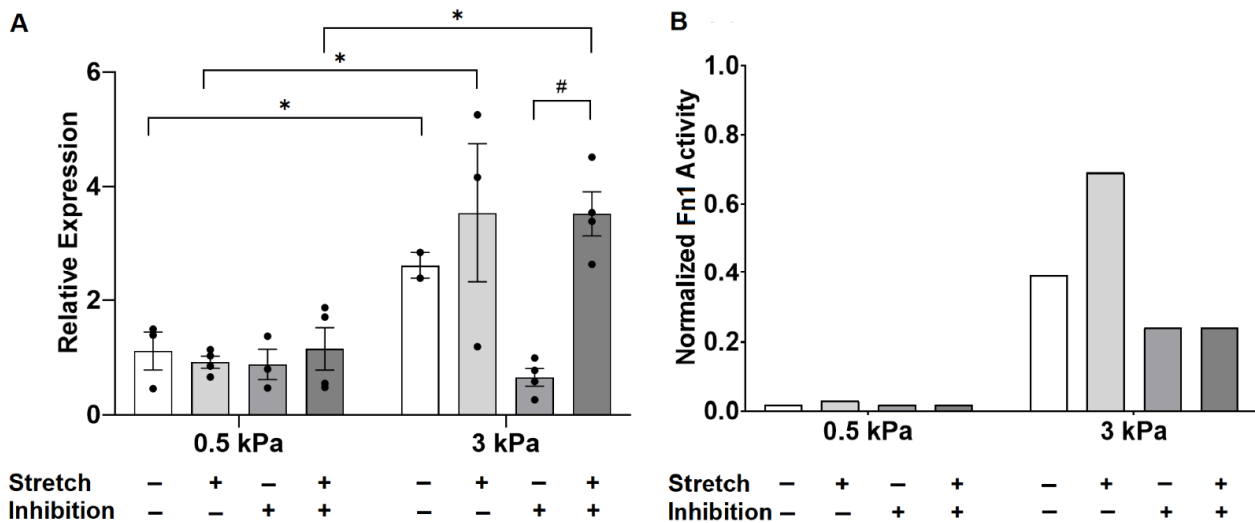 A
B
*
*
*
#
Relative Expression
6
4
2
0
0.5 kPa
3 kPa
Stretch – + – + – + – +
Inhibition – – + + – – + +
Normalized Fn1 Activity
1.0
0.8
0.6
0.4
0.2
0.0
0.5 kPa
3 kPa
Stretch – + – + – + – +
Inhibition – – + + – – + +